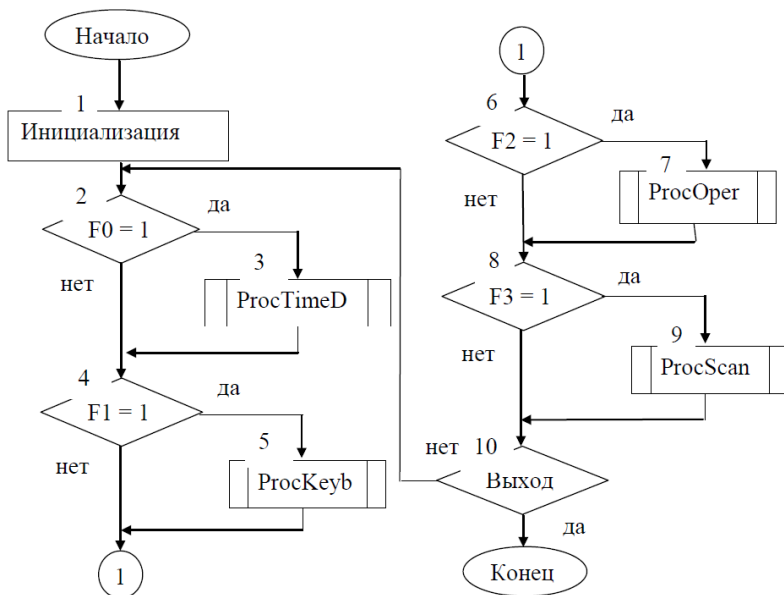 Начало
1
Инициализация
2
F0 = 1
да
нет
3
ProcTimeD
4
F1 = 1
да
нет
5
ProcKeyb
1
1
6
F2 = 1
да
нет
7
ProcOper
8
F3 = 1
да
нет
9
ProcScan
нет
10
Выход
да
Конец